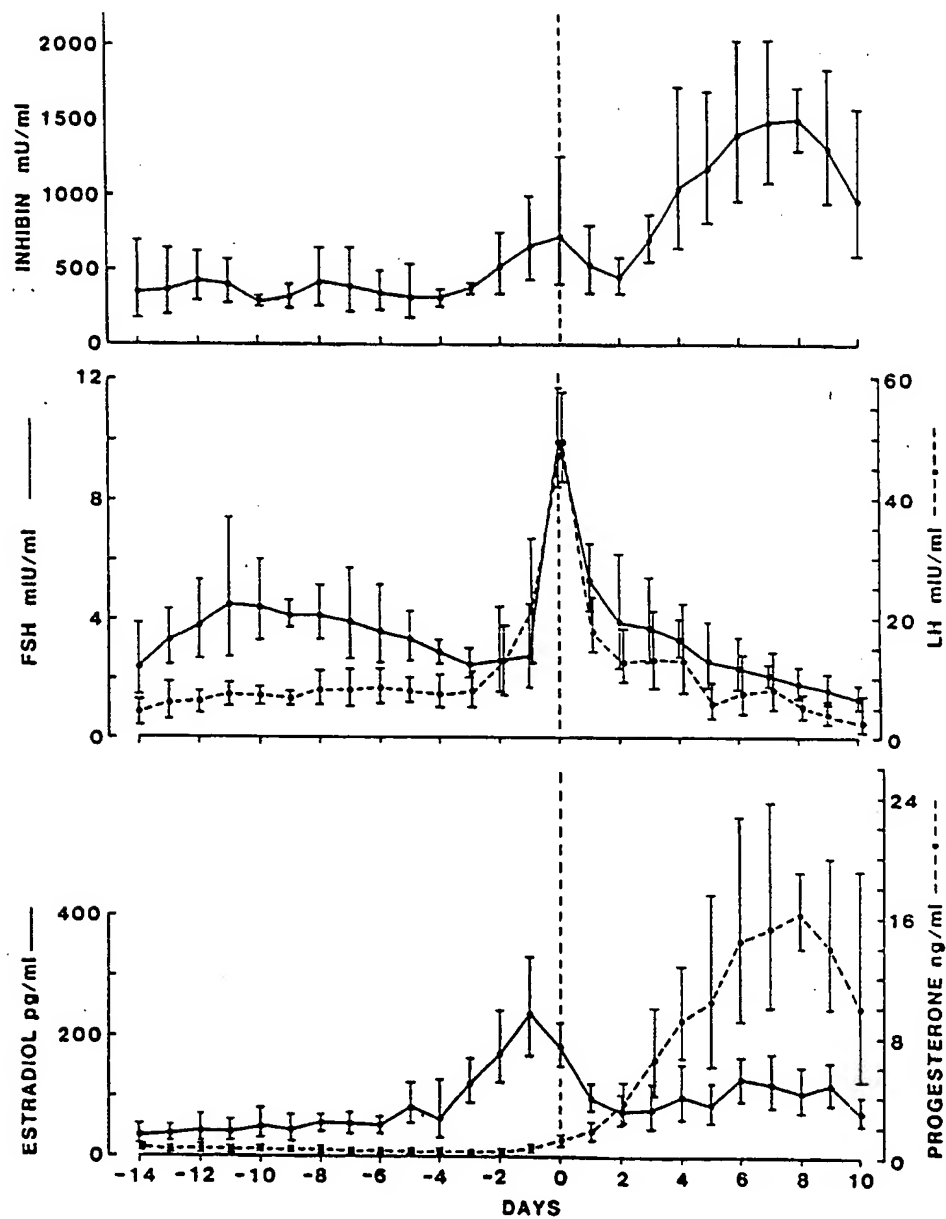 INHIBIN mU/ml
2000
1500
1000
500
0
FSH mIU/ml
12
8
4
0
60
40
20
0
LH mIU/ml
ESTRADIOL pg/ml
400
200
0
24
16
8
0
PROGESTERONE ng/ml
-14 -12 -10 -8 -6 -4 -2 0 2 4 6 8 10
DAYS